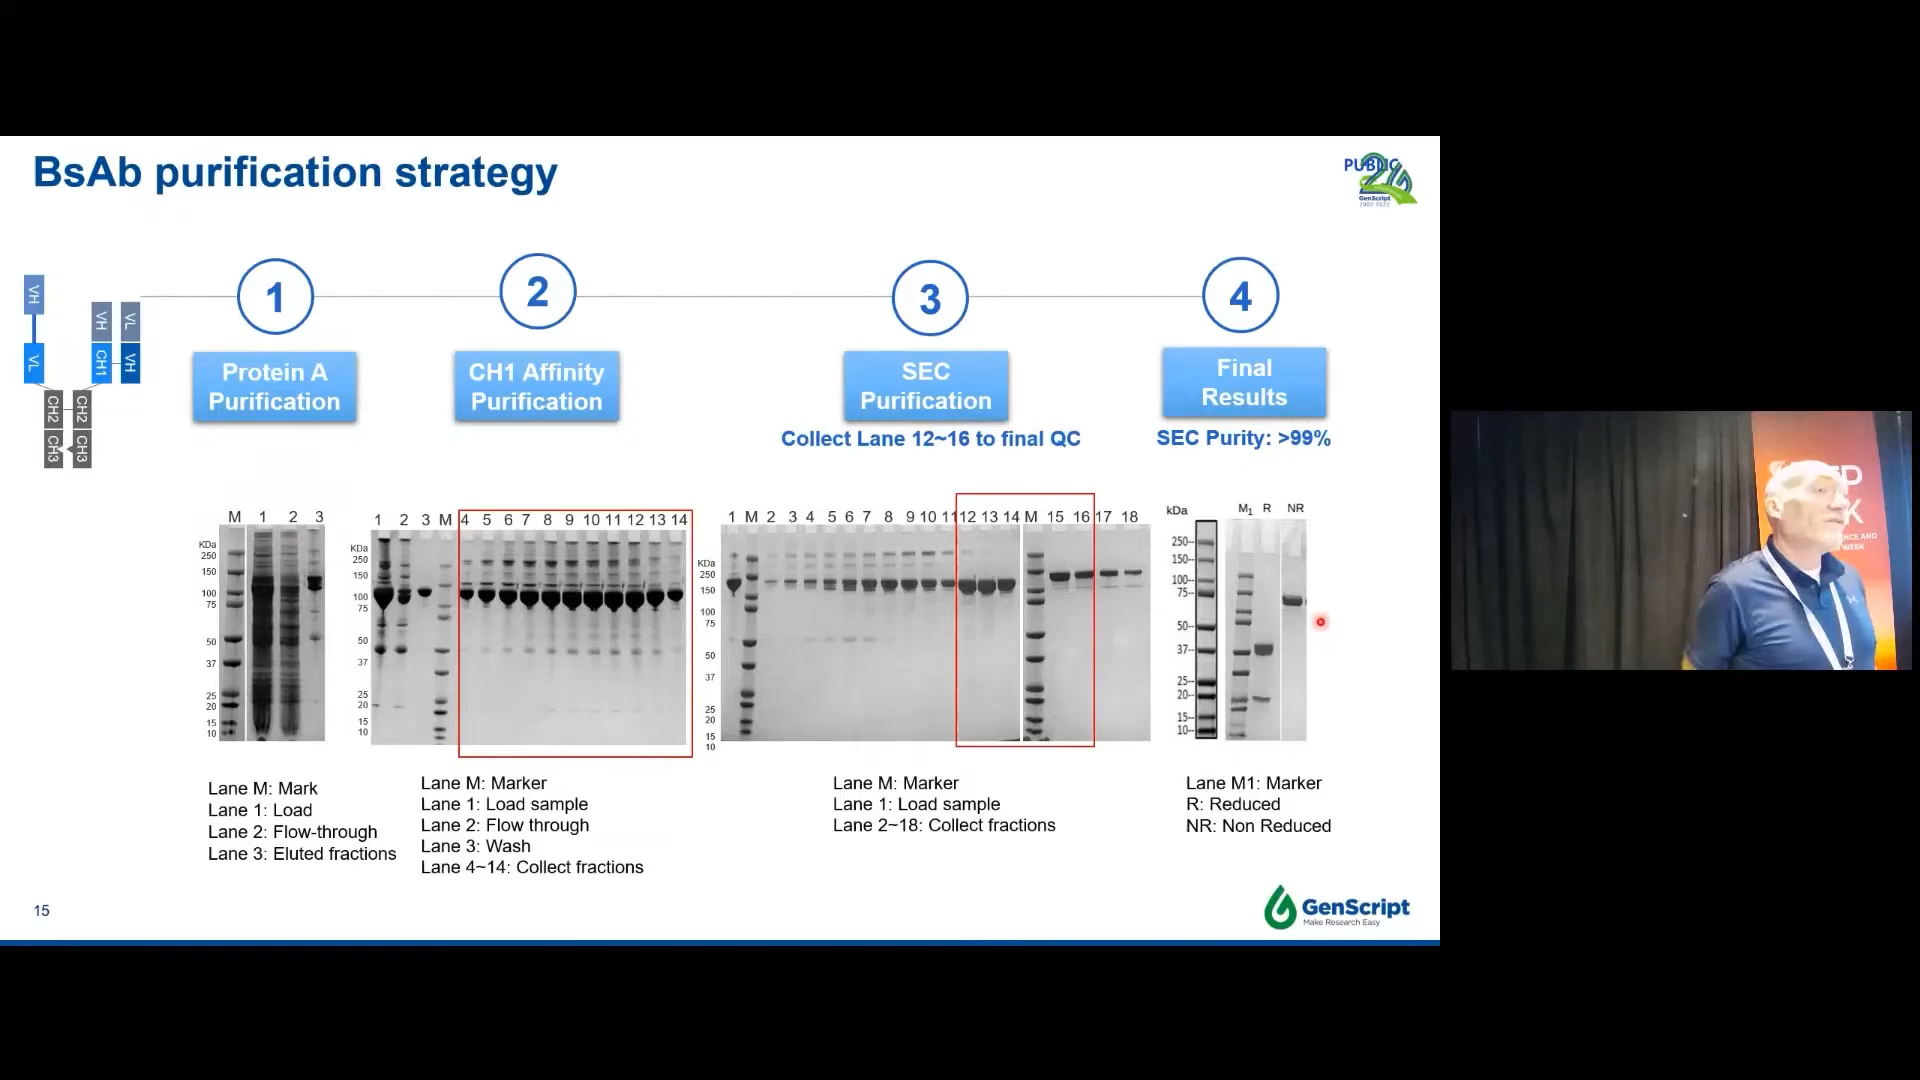 BsAb purification strategy
PUBLIC
GenScript
VH
VL
VH
VL
CH1
VH
CH2
CH2
CH3
CH3
1
2
3
4
Protein A
Purification
CH1 Affinity
Purification
SEC
Purification
Final
Results
Collect Lane 12~16 to final QC
SEC Purity: >99%
M 1 2 3
KDa
250
150
100
75
50
37
25
20
15
10
1 2 3 M 4 5 6 7 8 9 10 11 12 13 14
KDa
250
150
100
75
50
37
25
20
15
10
1 M 2 3 4 5 6 7 8 9 10 11 12 13 14 M 15 16 17 18
KDa
250
150
100
75
50
37
25
20
15
10
kDa M1 R NR
250
150
100
75
50
37
25
20
15
10
Lane M: Mark
Lane 1: Load
Lane 2: Flow-through
Lane 3: Eluted fractions
Lane M: Marker
Lane 1: Load sample
Lane 2: Flow through
Lane 3: Wash
Lane 4~14: Collect fractions
Lane M: Marker
Lane 1: Load sample
Lane 2~18: Collect fractions
Lane M1: Marker
R: Reduced
NR: Non Reduced
15
GenScript
Make Research Easy